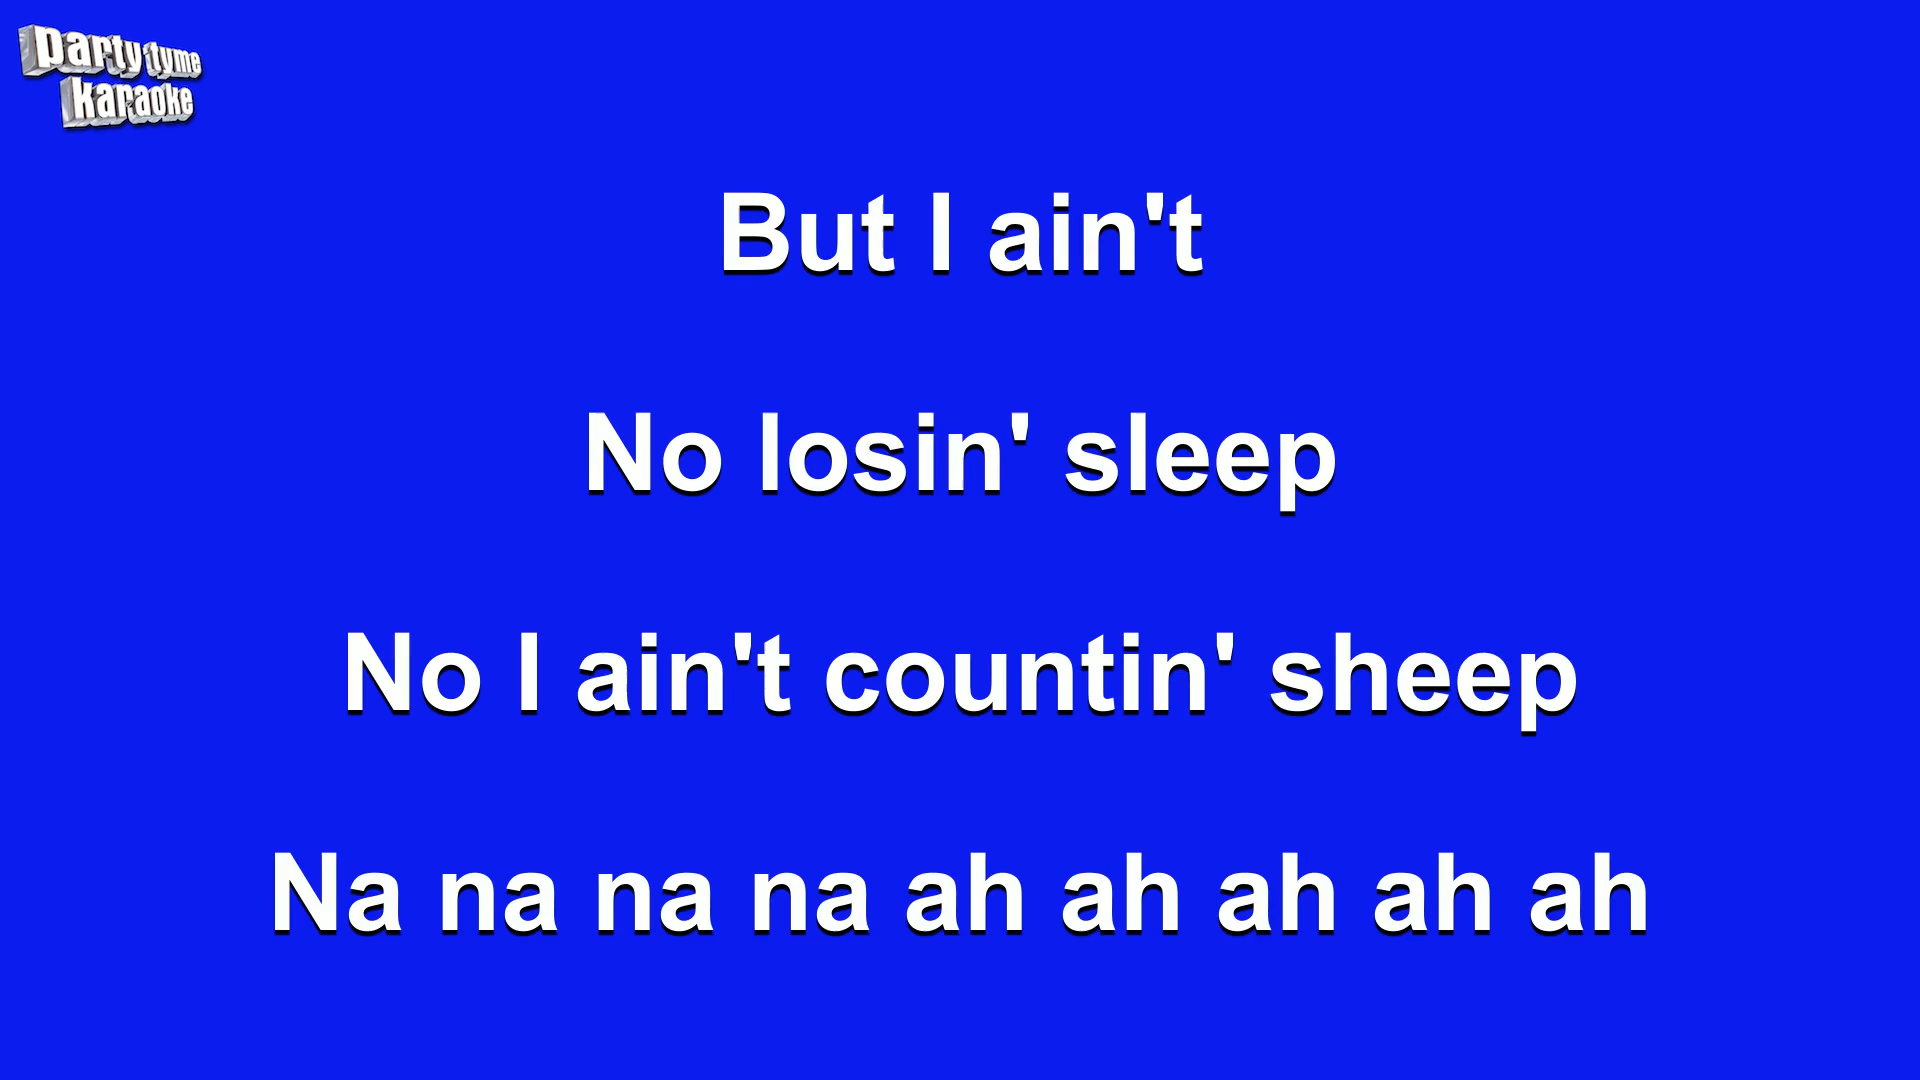 party tyme
karaoke
But I ain't
No losin' sleep
No I ain't countin' sheep
Na na na na ah ah ah ah ah